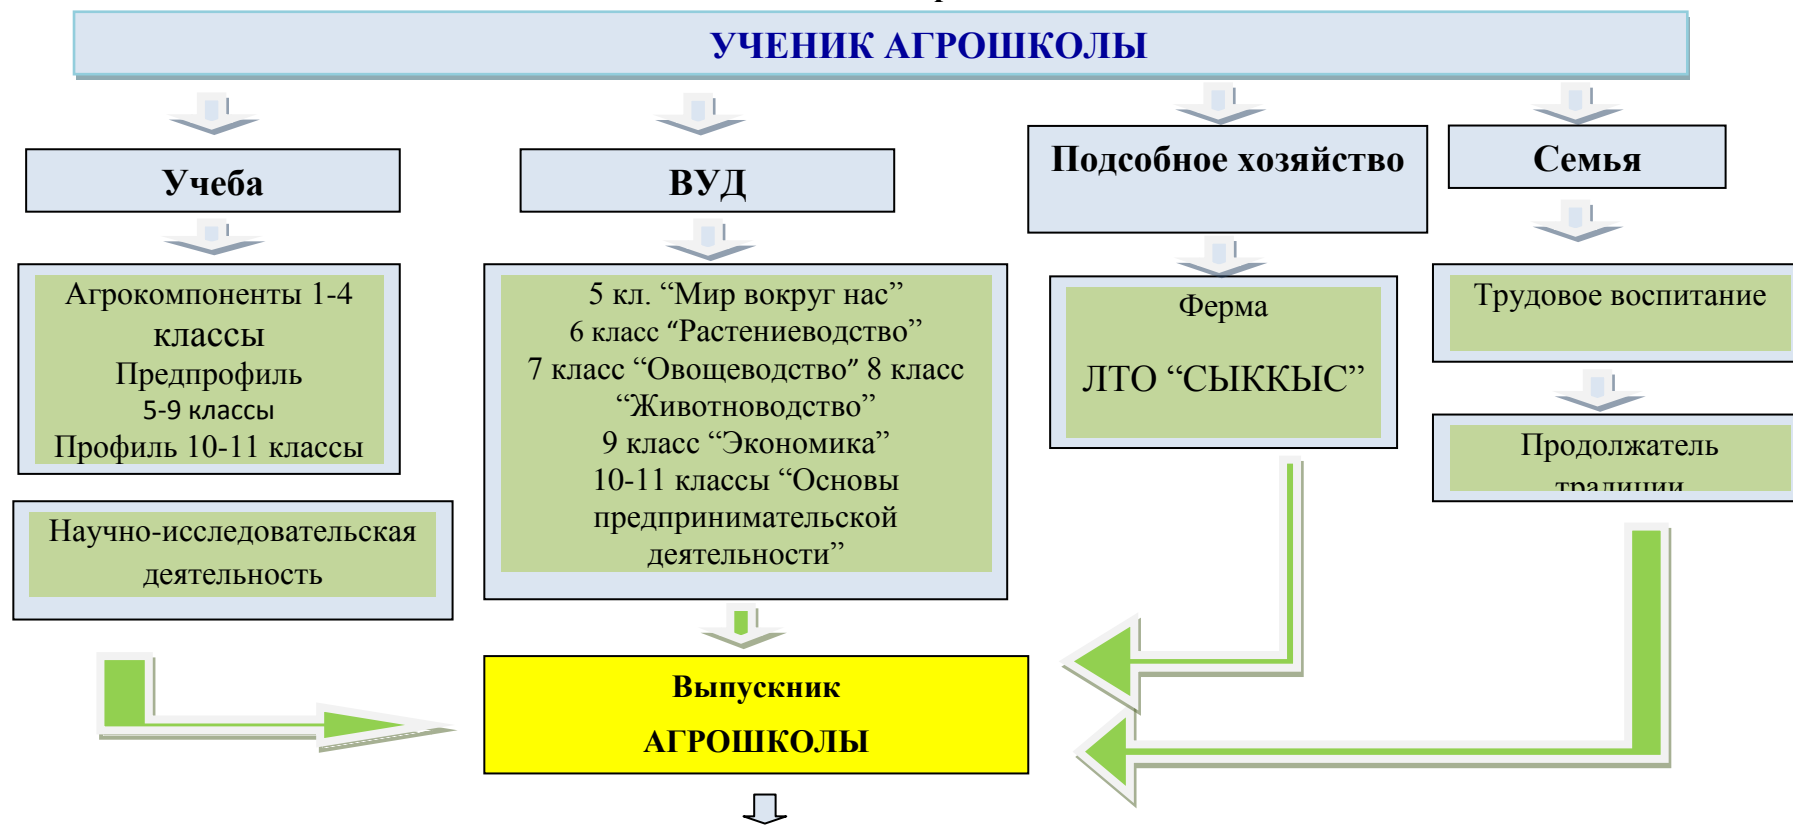 УЧЕНИК АГРОШКОЛЫ
Учеба
ВУД
Подсобное хозяйство
Семья
Агрокомпоненты 1-4
классы
Предпрофиль
5-9 классы
Профиль 10-11 классы
Научно-исследовательская
деятельность
5 кл. “Мир вокруг нас”
6 класс “Растениеводство”
7 класс “Овощеводство” 8 класс
“Животноводство”
9 класс “Экономика”
10-11 классы “Основы
предпринимательской
деятельности”
Ферма
ЛТО “СЫККЫС”
Трудовое воспитание
Продолжатель
традиции
Выпускник
АГРОШКОЛЫ